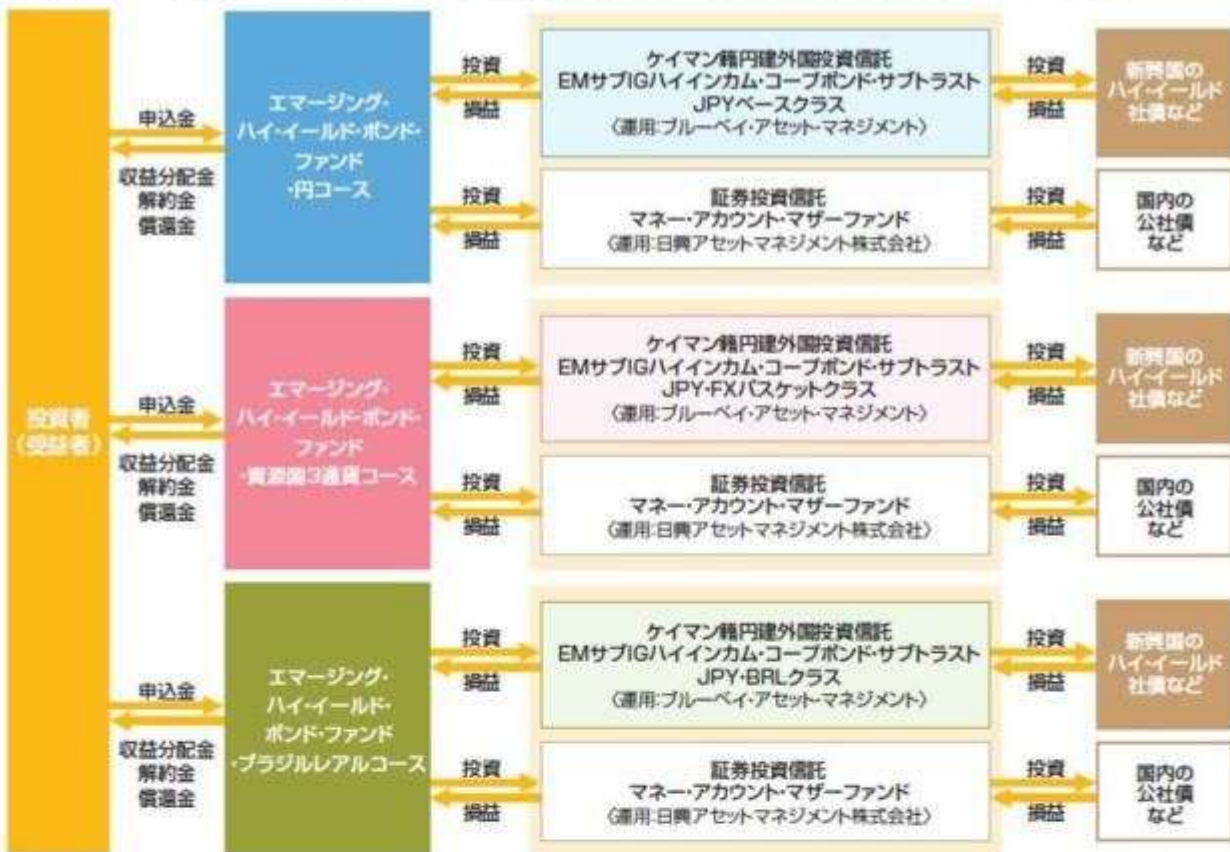 投資者
(受益者)
申込金
収益分配金
解約金
償還金
エマージング・
ハイ・イールド・ボンド・
ファンド
・円コース
投資
損益
ケイマン籍円建外国投資信託
EMサブIGハイインカム・コープボンド・サブトラスト
JPYベースクラス
〈運用:ブルーベイ・アセット・マネジメント〉
投資
損益
新興国の
ハイ・イールド
社債など
投資
損益
証券投資信託
マネー・アカウント・マザーファンド
〈運用:日興アセットマネジメント株式会社〉
投資
損益
国内の
公社債
など
申込金
収益分配金
解約金
償還金
エマージング・
ハイ・イールド・ボンド・
ファンド
・資源国3通貨コース
投資
損益
ケイマン籍円建外国投資信託
EMサブIGハイインカム・コープボンド・サブトラスト
JPY・FXバスケットクラス
〈運用:ブルーベイ・アセット・マネジメント〉
投資
損益
新興国の
ハイ・イールド
社債など
投資
損益
証券投資信託
マネー・アカウント・マザーファンド
〈運用:日興アセットマネジメント株式会社〉
投資
損益
国内の
公社債
など
申込金
収益分配金
解約金
償還金
エマージング・
ハイ・イールド・
ボンド・ファンド
・ブラジルレアルコース
投資
損益
ケイマン籍円建外国投資信託
EMサブIGハイインカム・コープボンド・サブトラスト
JPY・BRLクラス
〈運用:ブルーベイ・アセット・マネジメント〉
投資
損益
新興国の
ハイ・イールド
社債など
投資
損益
証券投資信託
マネー・アカウント・マザーファンド
〈運用:日興アセットマネジメント株式会社〉
投資
損益
国内の
公社債
など